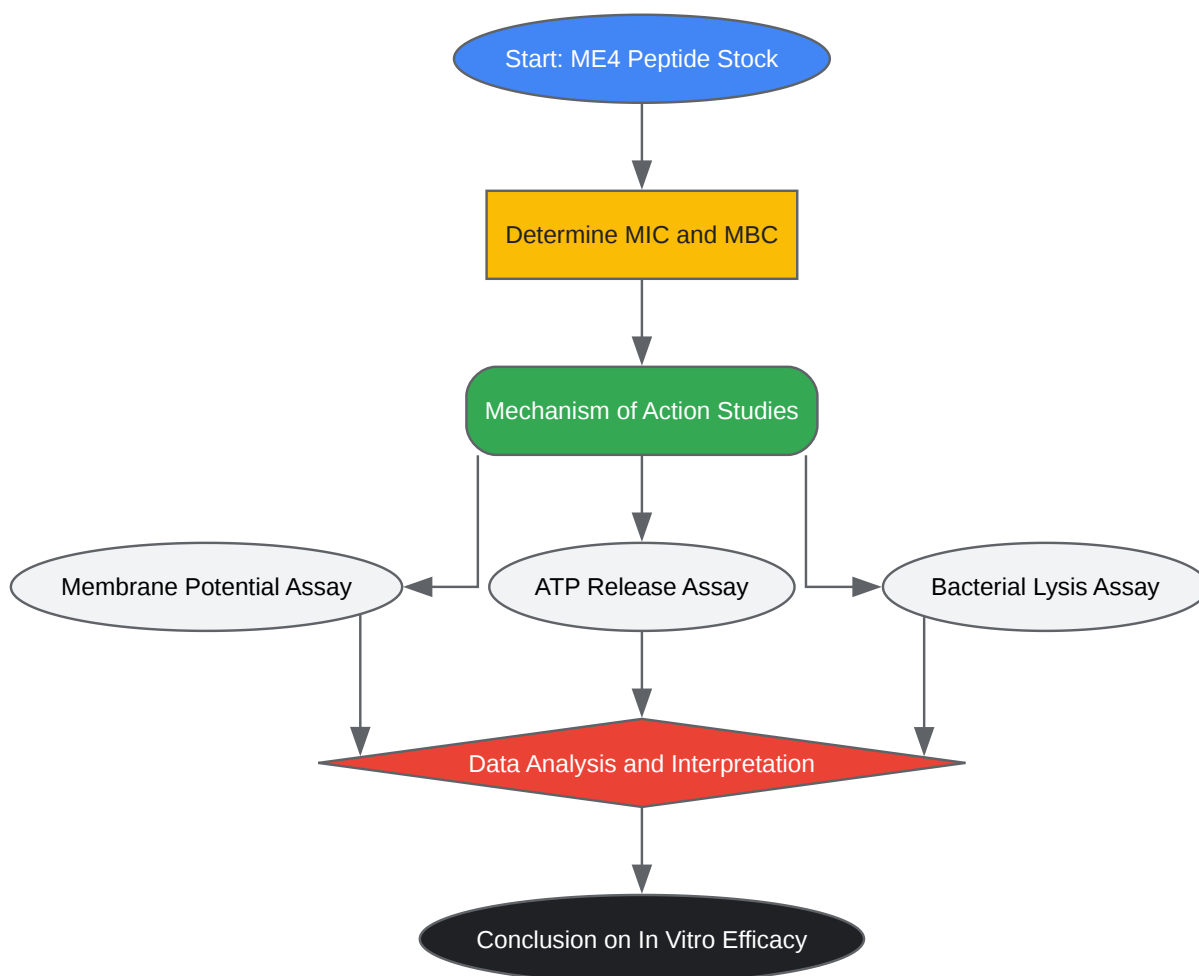 Start: ME4 Peptide Stock
Determine MIC and MBC
Mechanism of Action Studies
Membrane Potential Assay
ATP Release Assay
Bacterial Lysis Assay
Data Analysis and Interpretation
Conclusion on In Vitro Efficacy